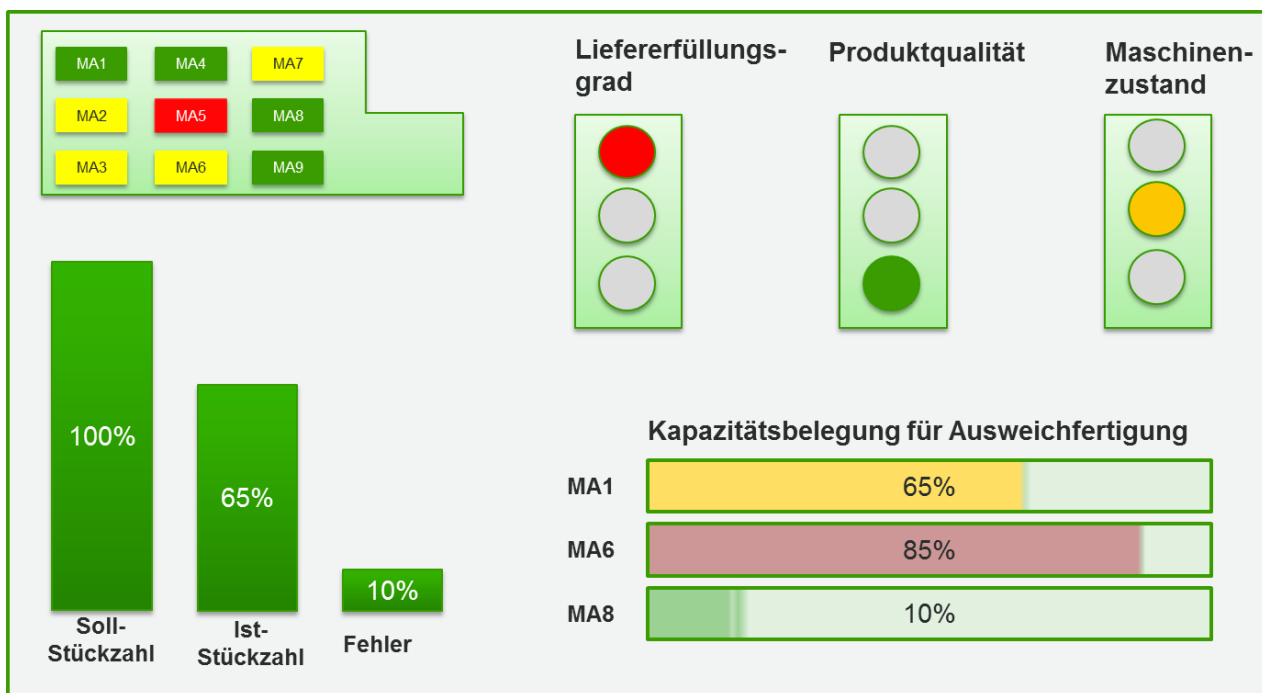 MA1
MA4
MA7
MA2
MA5
MA8
MA3
MA6
MA9
Liefererfüllungs-
grad
Produktqualität
Maschinen-
zustand
100%
65%
10%
Soll-
Stückzahl
Ist-
Stückzahl
Fehler
Kapazitätsbelegung für Ausweichfertigung
MA1
65%
MA6
85%
MA8
10%